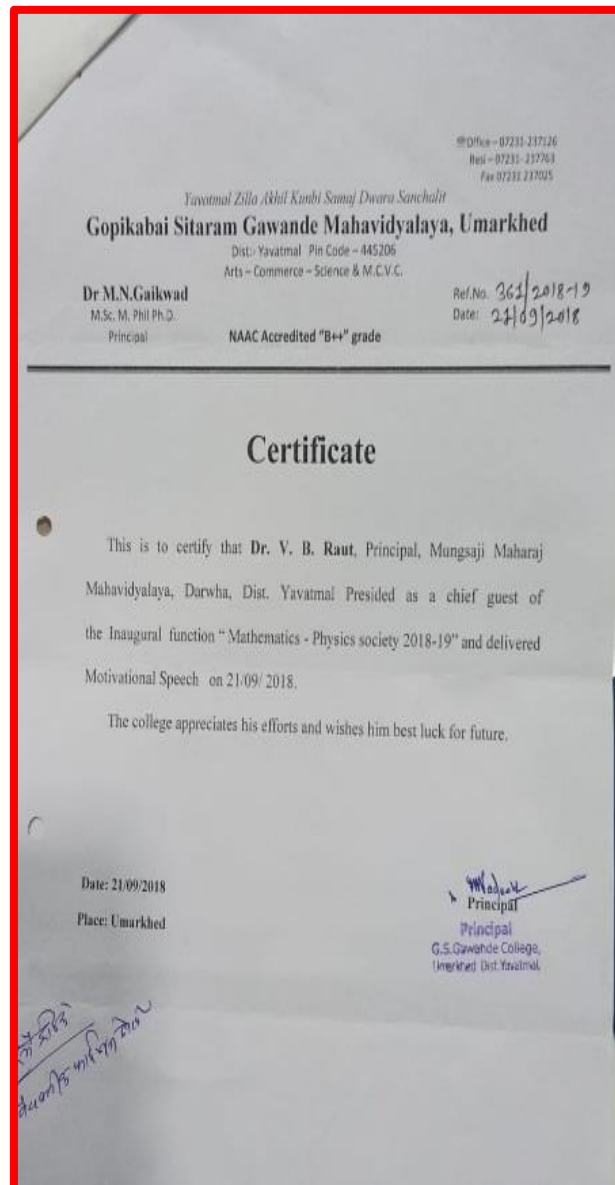 ☎Office – 07231-237126
Resi – 07231- 237763
Fax 07231 237025
Yavatmal Zilla Akhil Kunbi Samaj Dwara Sanchalit
Gopikabai Sitaram Gawande Mahavidyalaya, Umarkhed
Dist:- Yavatmal Pin Code – 445206
Arts – Commerce – Science & M.C.V.C.
Dr M.N.Gaikwad
M.Sc. M. Phil Ph.D.
Principal
Ref.No. 361/2018-19
Date: 21/09/2018
NAAC Accredited "B++" grade
Certificate
This is to certify that Dr. V. B. Raut, Principal, Mungsaji Maharaj
Mahavidyalaya, Darwha, Dist. Yavatmal Presided as a chief guest of
the Inaugural function " Mathematics - Physics society 2018-19" and delivered
Motivational Speech on 21/09/ 2018.
The college appreciates his efforts and wishes him best luck for future.
Date: 21/09/2018
Place: Umarkhed
Principal
Principal
G.S.Gawande College,
Umarkhed Dist.Yavatmal.